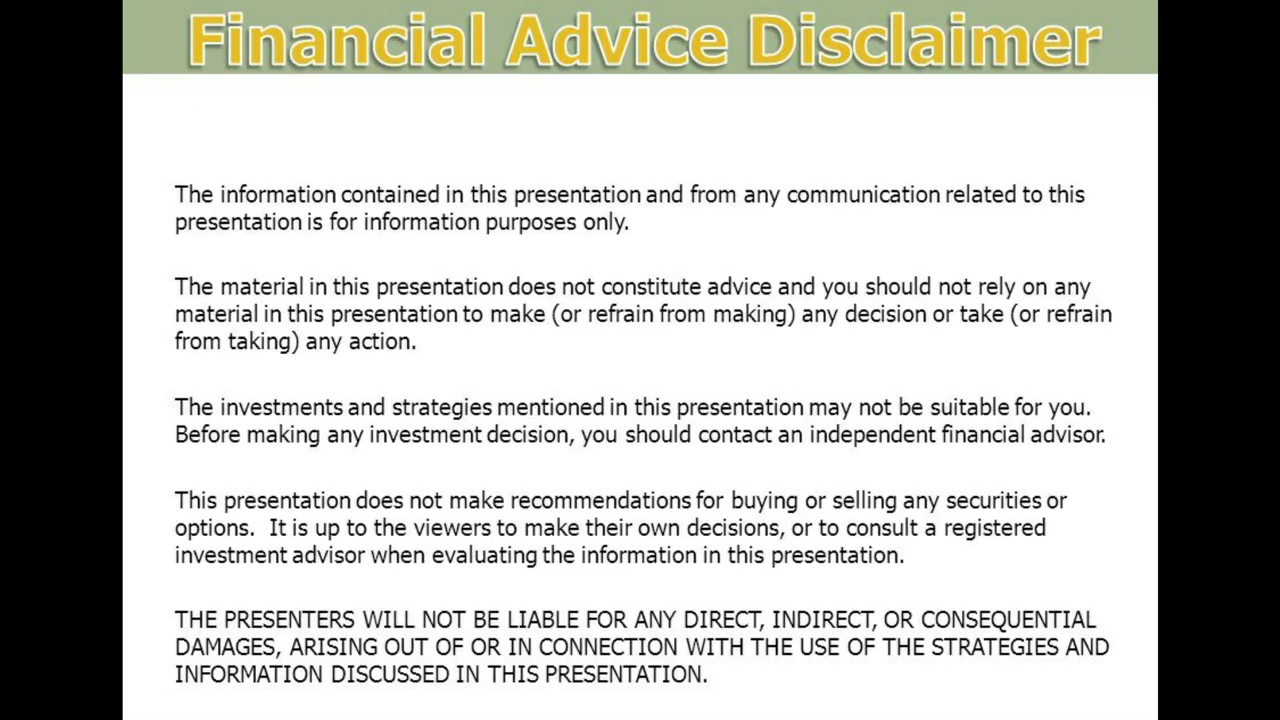 Financial Advice Disclaimer
The information contained in this presentation and from any communication related to this
presentation is for information purposes only.
The material in this presentation does not constitute advice and you should not rely on any
material in this presentation to make (or refrain from making) any decision or take (or refrain
from taking) any action.
The investments and strategies mentioned in this presentation may not be suitable for you.
Before making any investment decision, you should contact an independent financial advisor.
This presentation does not make recommendations for buying or selling any securities or
options.  It is up to the viewers to make their own decisions, or to consult a registered
investment advisor when evaluating the information in this presentation.
THE PRESENTERS WILL NOT BE LIABLE FOR ANY DIRECT, INDIRECT, OR CONSEQUENTIAL
DAMAGES, ARISING OUT OF OR IN CONNECTION WITH THE USE OF THE STRATEGIES AND
INFORMATION DISCUSSED IN THIS PRESENTATION.